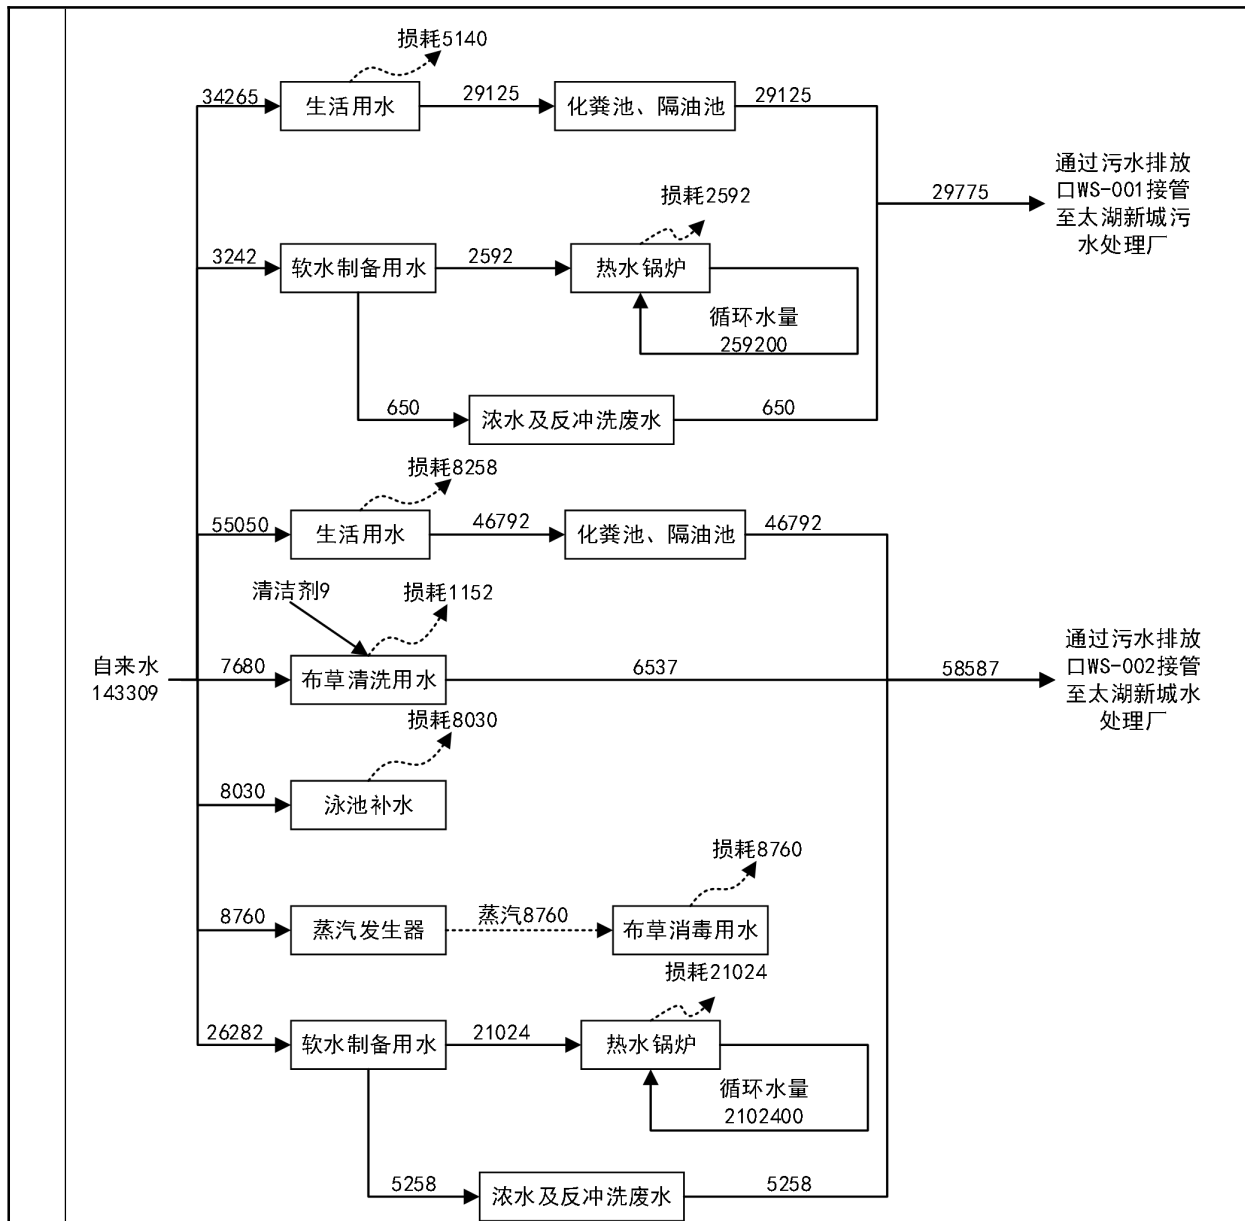 损耗5140
34265
生活用水
29125
化粪池、隔油池
29125
通过污水排放
口WS-001接管
至太湖新城污
水处理厂
29775
损耗2592
3242
软水制备用水
2592
热水锅炉
循环水量
259200
650
浓水及反冲洗废水
650
损耗8258
55050
生活用水
46792
化粪池、隔油池
46792
清洁剂9
损耗1152
自来水
143309
7680
布草清洗用水
6537
58587
通过污水排放
口WS-002接管
至太湖新城水
处理厂
损耗8030
8030
泳池补水
损耗8760
8760
蒸汽发生器
蒸汽8760
布草消毒用水
损耗21024
26282
软水制备用水
21024
热水锅炉
循环水量
2102400
5258
浓水及反冲洗废水
5258